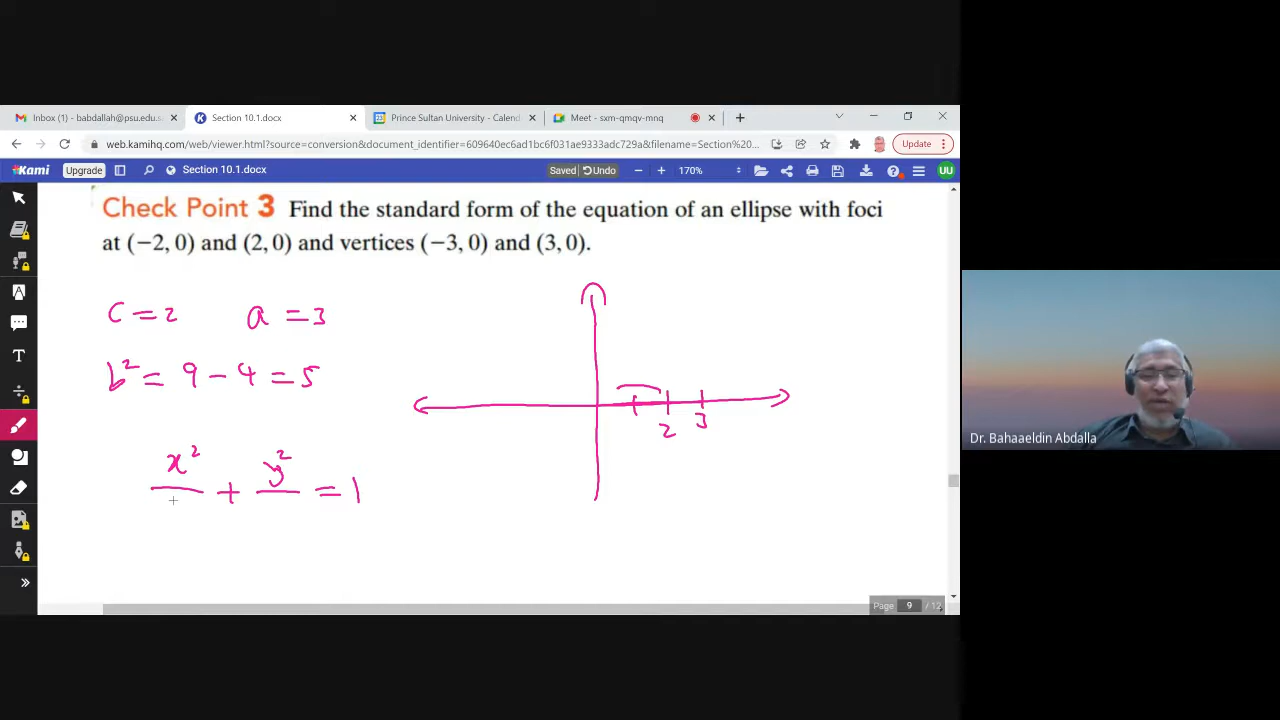 Inbox (1) - babdallah@psu.edu.s
Section 10.1.docx
Prince Sultan University - Calend
Meet - sxm-qmqv-mnq
web.kamihq.com/web/viewer.html?source=conversion&document_identifier=609640ec6ad1bc6f031ae9333adc729a&filename=Section%20...
Update
Kami
Upgrade
Section 10.1.docx
Saved
Undo
170%
UU
Check Point 3 Find the standard form of the equation of an ellipse with foci
at (−2, 0) and (2, 0) and vertices (−3, 0) and (3, 0).
c = 2 a = 3
b² = 9 − 4 = 5
2 3
x² / + y² / = 1
Page 9 / 12
Dr. Bahaaeldin Abdalla